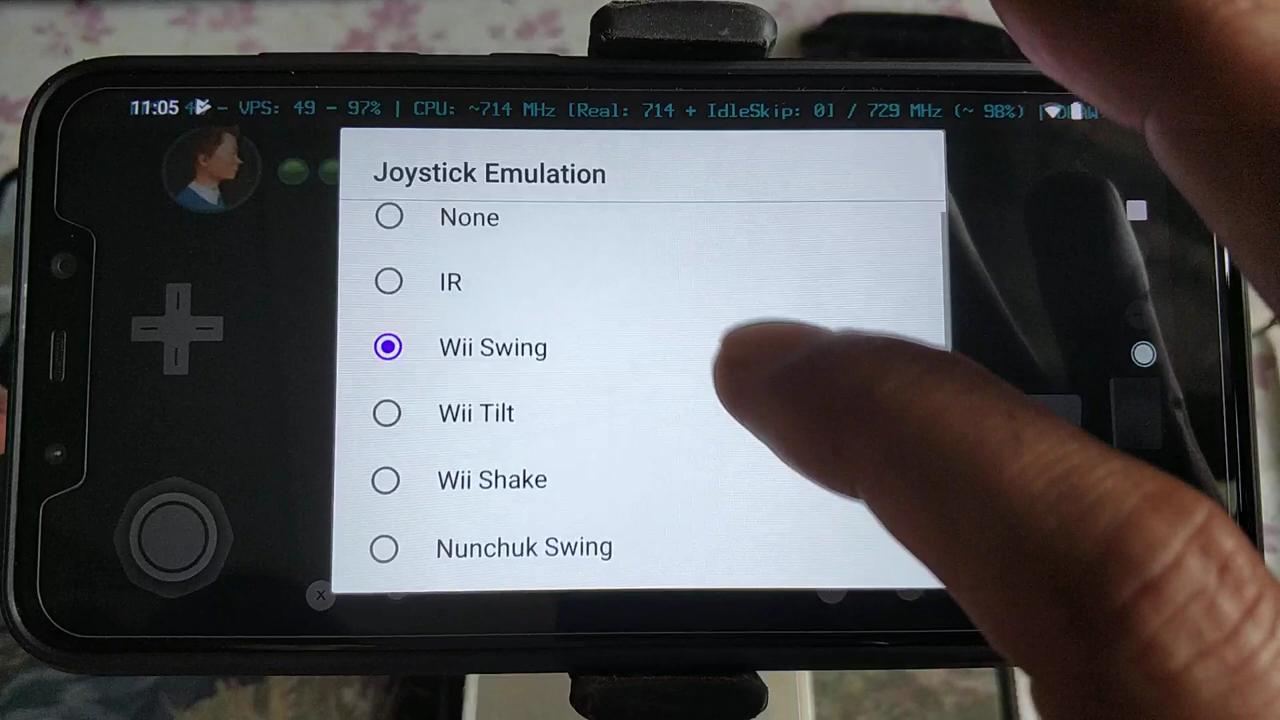 11:05
- VPS: 49 - 97% | CPU: ~714 MHz [Real: 714 + IdleSkip: 0] / 729 MHz (~ 98%) |
Joystick Emulation
None
IR
Wii Swing
Wii Tilt
Wii Shake
Nunchuk Swing
X